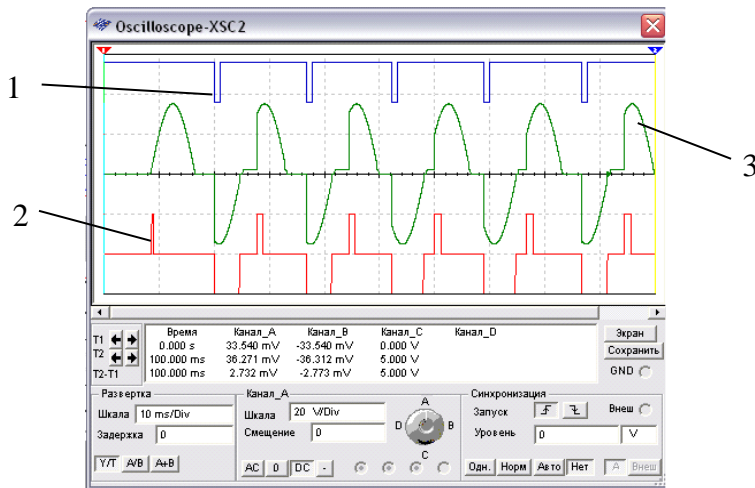 Oscilloscope-XSC2
1
2
3
Время Канал_A Канал_B Канал_C Канал_D
T1 0.000 s 33.540 mV -33.540 mV 0.000 V
T2 100.000 ms 36.271 mV -36.312 mV 5.000 V
T2-T1 100.000 ms 2.732 mV -2.773 mV 5.000 V
Экран
Сохранить
GND
Развертка
Шкала 10 ms/Div
Задержка 0
Y/T A/B A+B
Канал_A
Шкала 20 V/Div
Смещение 0
AC 0 DC -
A
D B
C
Синхронизация
Запуск Внеш
Уровень 0 V
Одн. Норм Авто Нет A Внеш